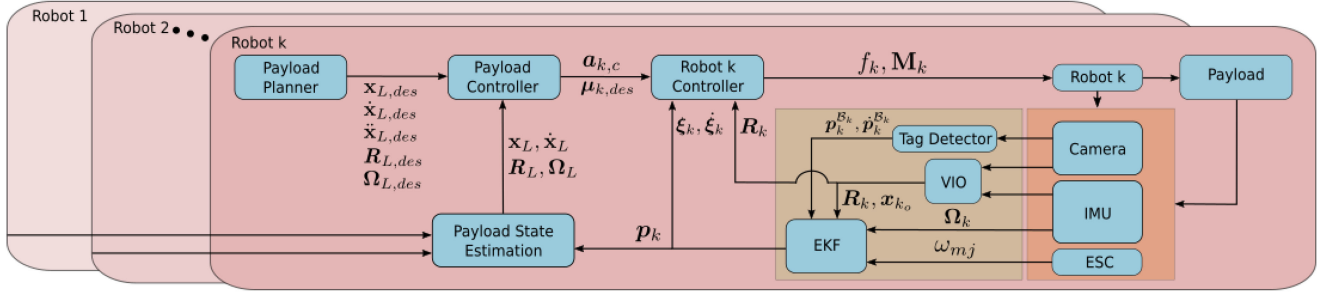 Robot 1
Robot 2
Robot k
Payload
Planner
Payload
Controller
Robot k
Controller
Robot k
Payload
𝐱_{L,des}
ẋ_{L,des}
ẍ_{L,des}
𝑹_{L,des}
𝛀_{L,des}
𝒂_{k,c}
𝝁_{k,des}
f_k, 𝐌_k
𝐱_L, ẋ_L
𝑹_L, 𝛀_L
𝝃_k, 𝝃̇_k
𝑹_k
𝒑_k^{ℬ_k}, 𝒑̇_k^{ℬ_k}
Tag Detector
Camera
VIO
IMU
𝑹_k, 𝒙_{k_o}
𝛀_k
Payload State
Estimation
𝒑_k
EKF
ω_{mj}
ESC